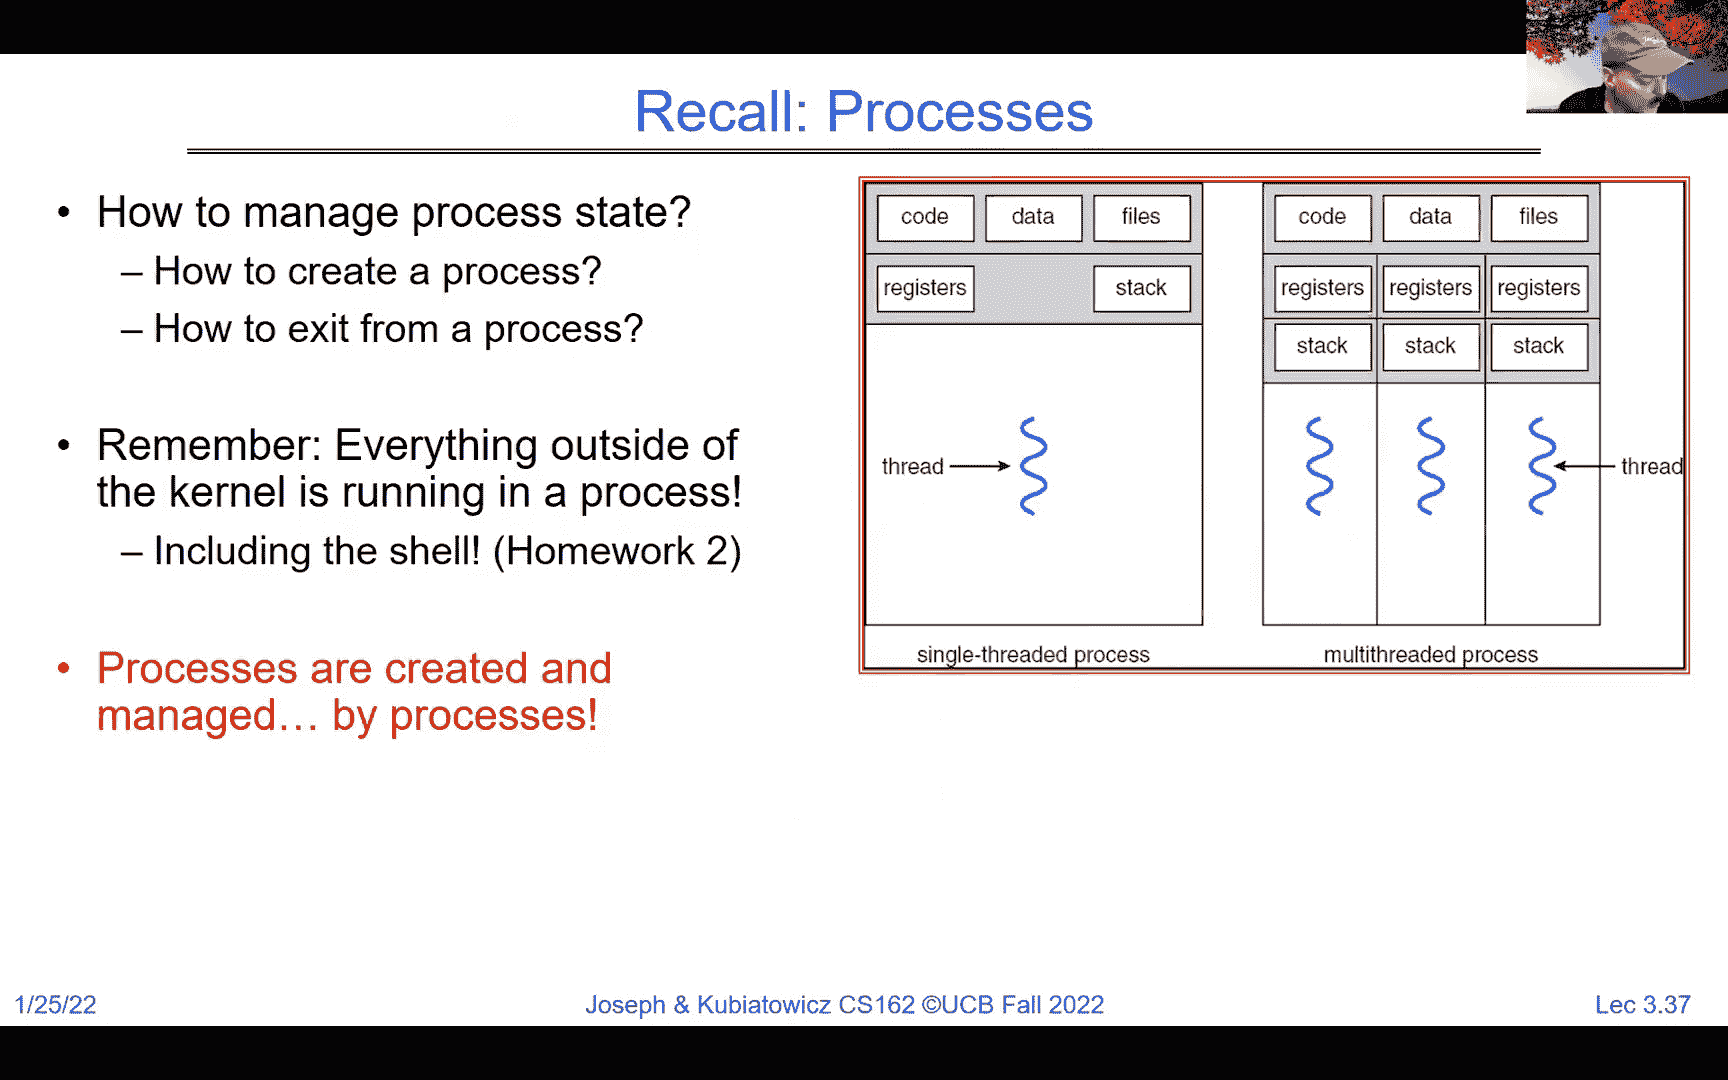 Recall: Processes
• How to manage process state?
– How to create a process?
– How to exit from a process?
• Remember: Everything outside of
the kernel is running in a process!
– Including the shell! (Homework 2)
• Processes are created and
managed… by processes!
code data files
registers stack
thread
single-threaded process
code data files
registers registers registers
stack stack stack
thread
multithreaded process
1/25/22
Joseph & Kubiatowicz CS162 ©UCB Fall 2022
Lec 3.37